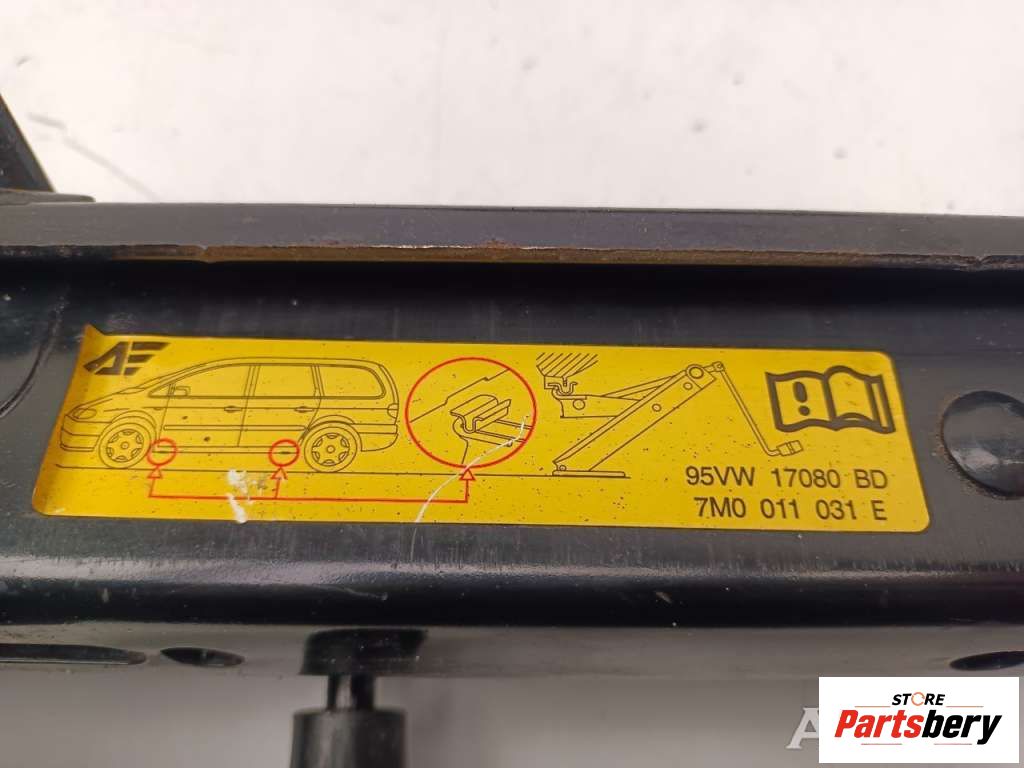 AE
95VW 17080 BD
7M0 011 031 E
STORE
Partsbery